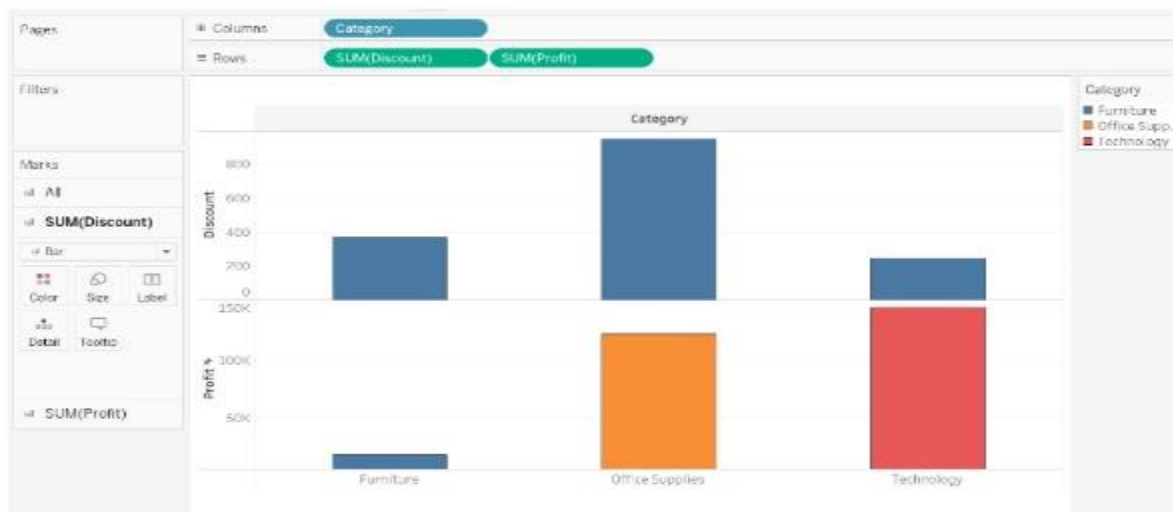 Pages
Columns Category
Rows SUM(Discount) SUM(Profit)
Filters
Marks
All
SUM(Discount)
Bar
Color Size Label
Detail Tooltip
SUM(Profit)
Category
Discount
800
600
400
200
0
Profit
150K
100K
50K
Furniture Office Supplies Technology
Category
Furniture
Office Supp.
Technology